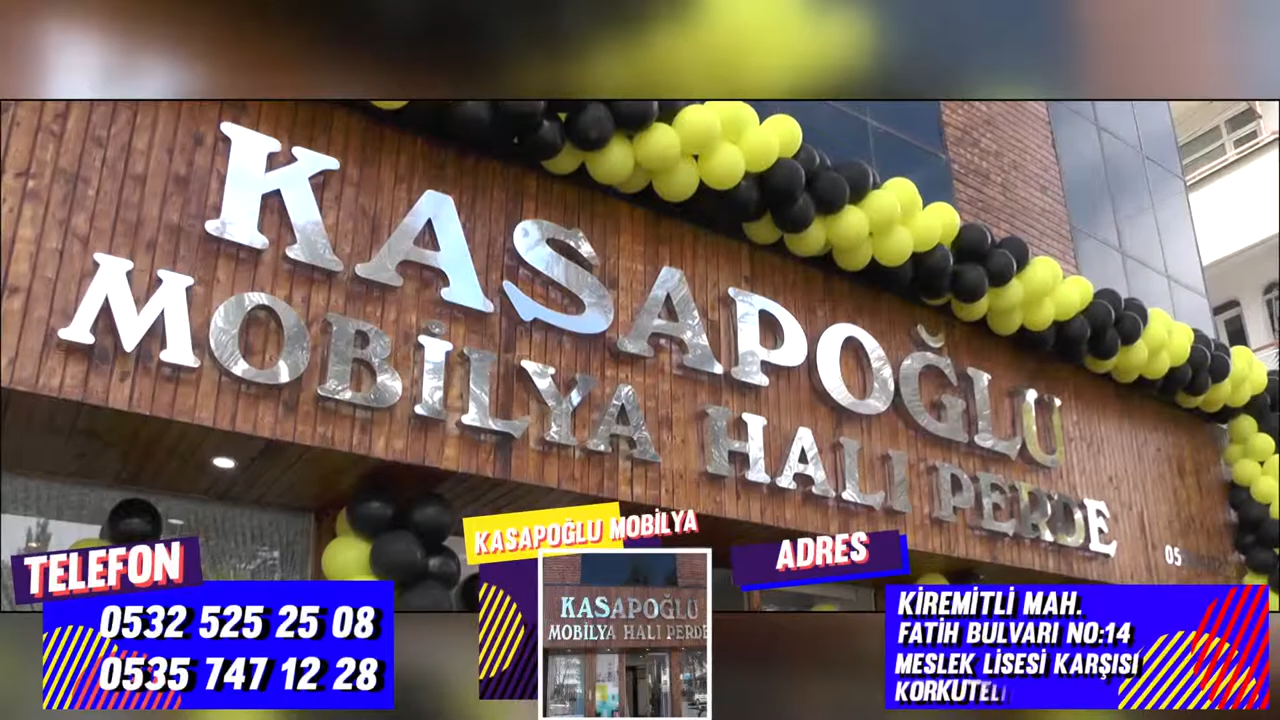 KASAPOĞLU
MOBİLYA HALI PERDE
05
TELEFON
0532 525 25 08
0535 747 12 28
KASAPOĞLU MOBİLYA
KASAPOĞLU
MOBİLYA HALI PERDE
ADRES
KİREMİTLİ MAH.
FATİH BULVARI NO:14
MESLEK LİSESİ KARŞISI
KORKUTELİ